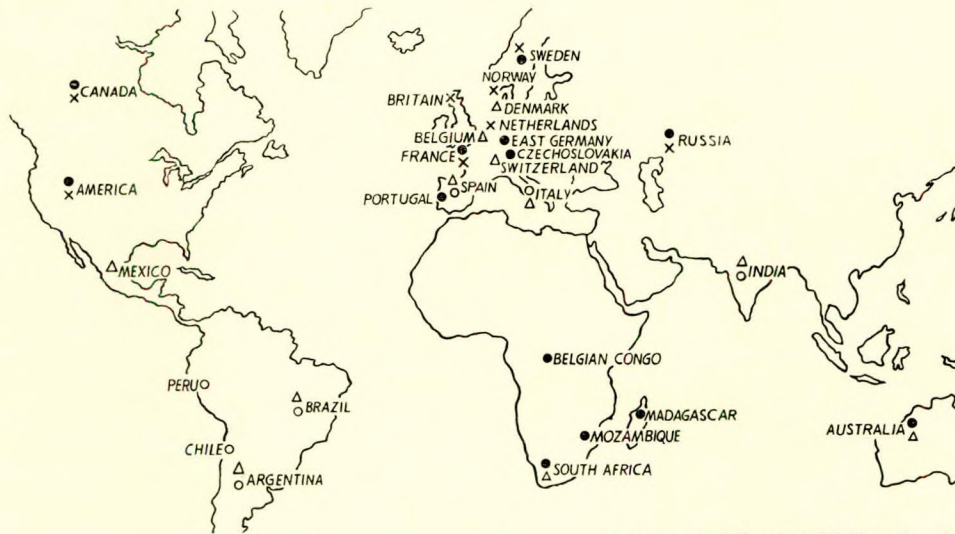 SWEDEN
NORWAY
CANADA
BRITAIN
DENMARK
NETHERLANDS
BELGIUM
EAST GERMANY
RUSSIA
FRANCE
CZECHOSLOVAKIA
SWITZERLAND
AMERICA
SPAIN
ITALY
PORTUGAL
MEXICO
INDIA
BELGIAN CONGO
PERU
BRAZIL
MADAGASCAR
MOZAMBIQUE
AUSTRALIA
CHILE
SOUTH AFRICA
ARGENTINA